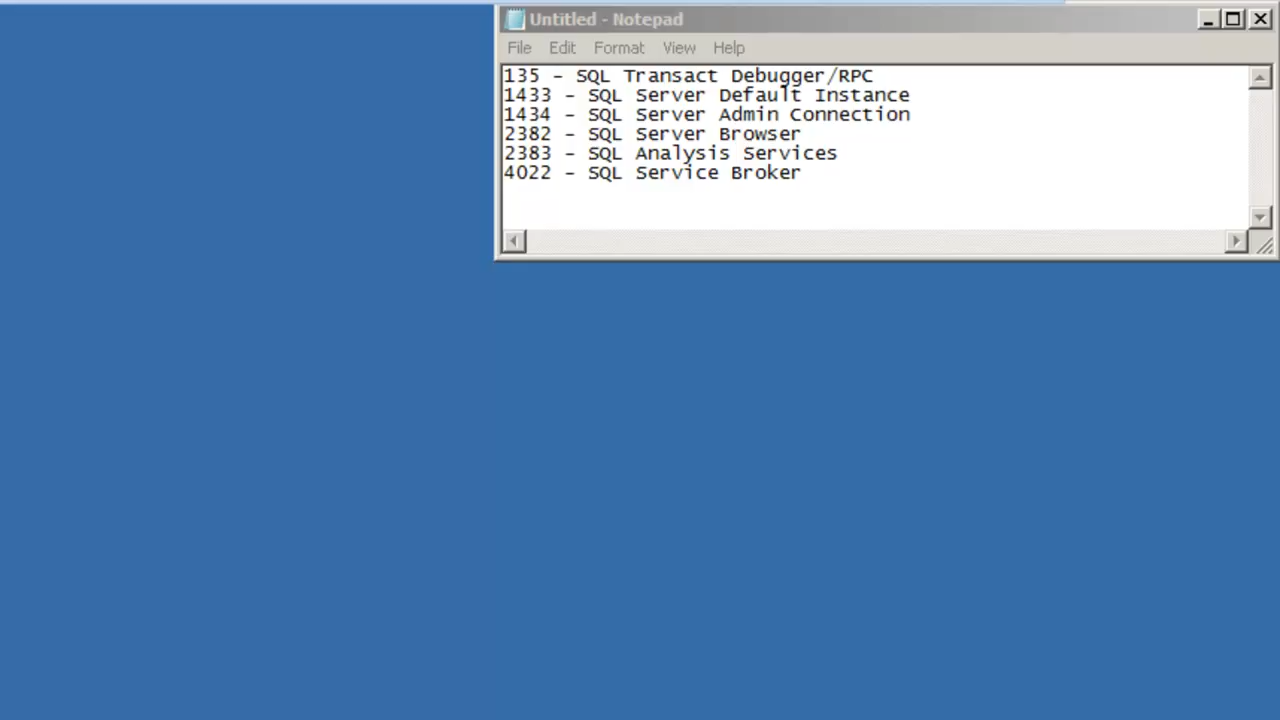 Untitled - Notepad
File Edit Format View Help
135 - SQL Transact Debugger/RPC
1433 - SQL Server Default Instance
1434 - SQL Server Admin Connection
2382 - SQL Server Browser
2383 - SQL Analysis Services
4022 - SQL Service Broker